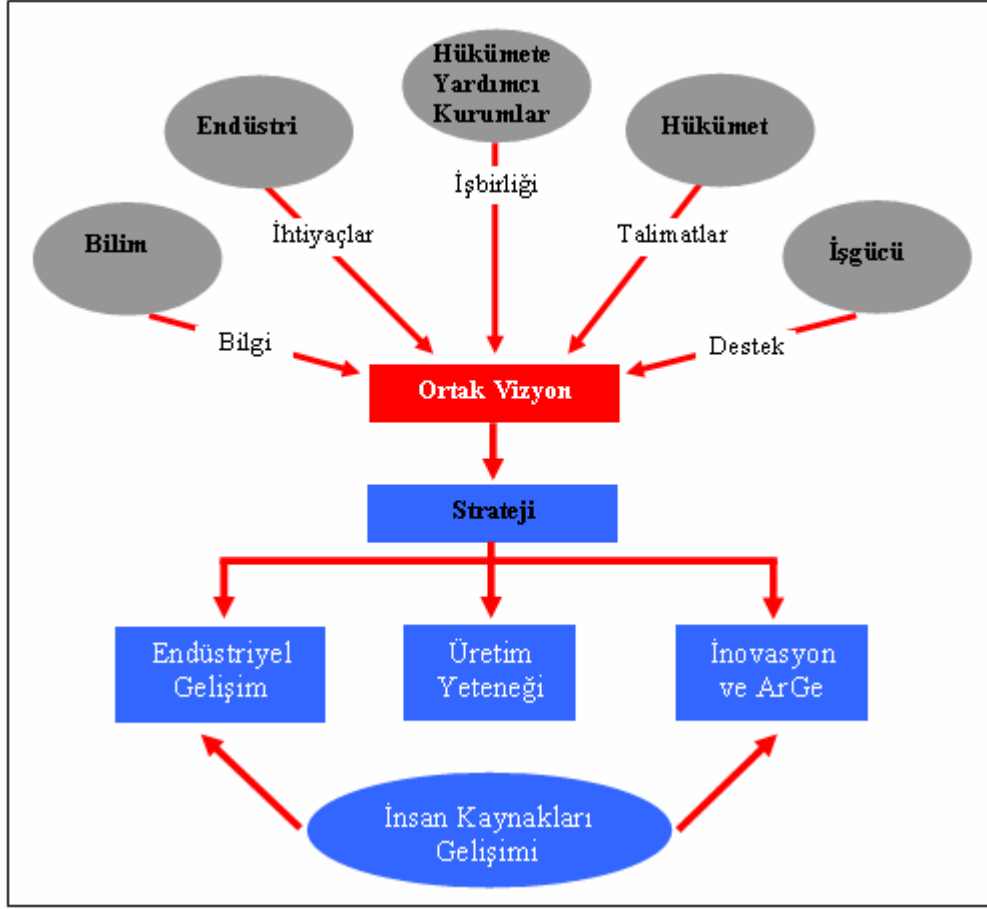 Hükümete
Yardımcı
Kurumlar
Endüstri
Hükümet
İşbirliği
Bilim
İhtiyaçlar
Talimatlar
İşgücü
Bilgi
Destek
Ortak Vizyon
Strateji
Endüstriyel
Gelişim
Üretim
Yeteneği
İnovasyon
ve ArGe
İnsan Kaynakları
Gelişimi